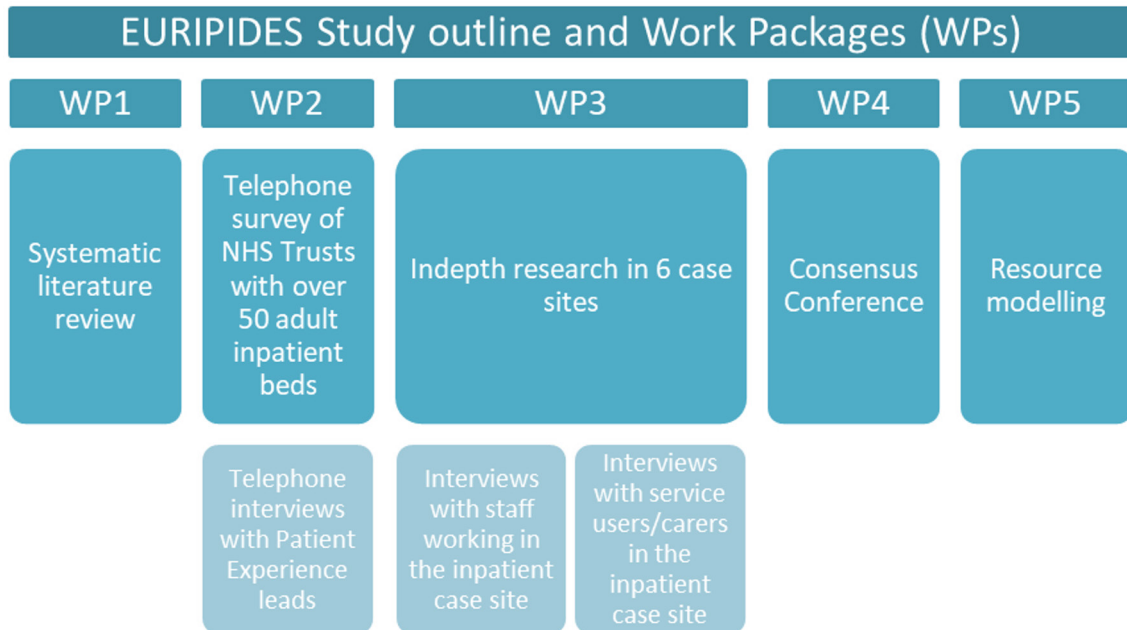 EURIPIDES Study outline and Work Packages (WPs)
WP1
WP2
WP3
WP4
WP5
Systematic
literature
review
Telephone
survey of
NHS Trusts
with over
50 adult
inpatient
beds
Indepth research in 6 case
sites
Consensus
Conference
Resource
modelling
Telephone
interviews
with Patient
Experience
leads
Interviews
with staff
working in
the inpatient
case site
Interviews
with service
users/carers
in the
inpatient
case site